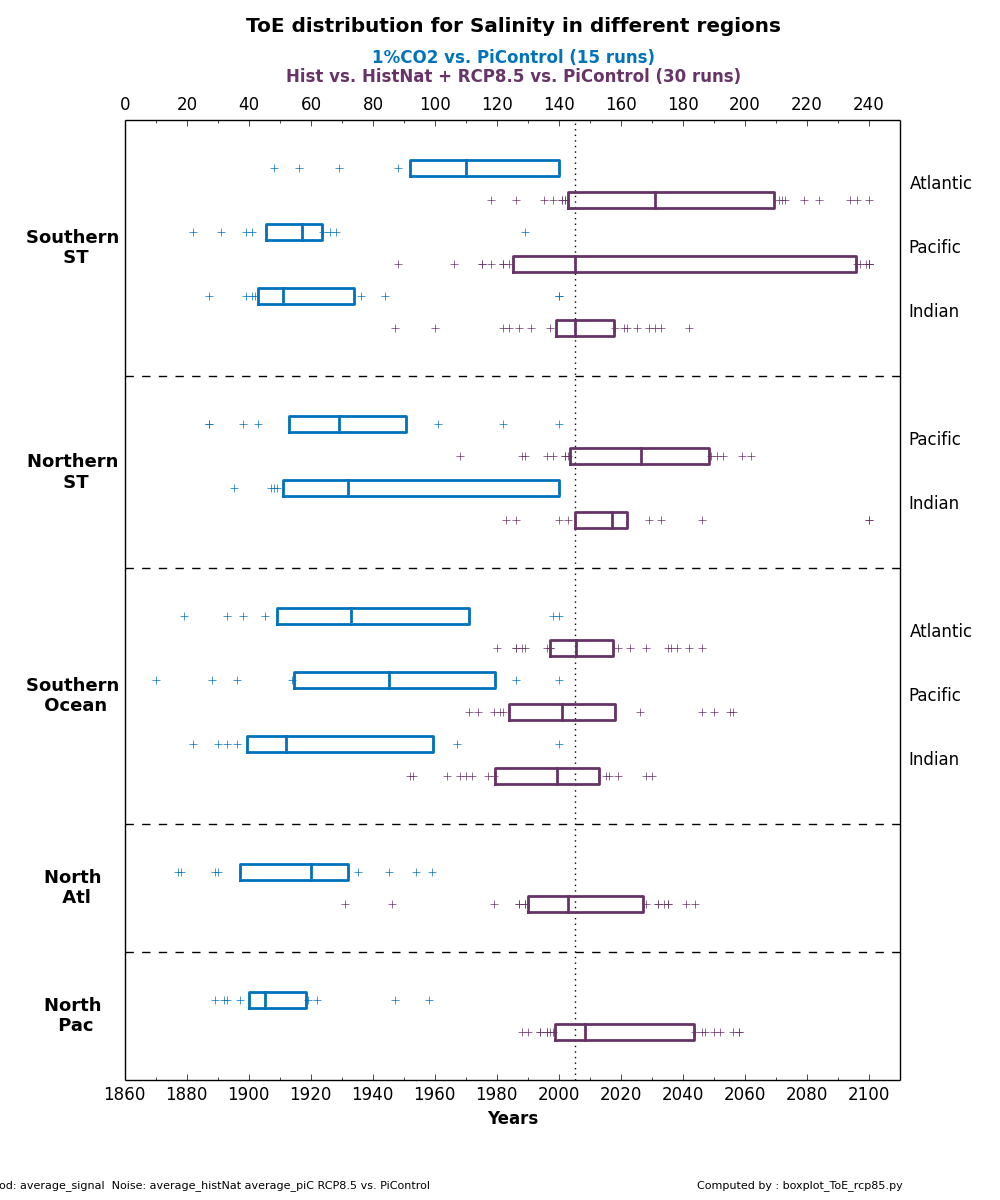 ToE distribution for Salinity in different regions
1%CO2 vs. PiControl (15 runs)
Hist vs. HistNat + RCP8.5 vs. PiControl (30 runs)
0 20 40 60 80 100 120 140 160 180 200 220 240
Atlantic
Southern
ST
Pacific
Indian
Pacific
Northern
ST
Indian
Atlantic
Southern
Ocean
Pacific
Indian
North
Atl
North
Pac
1860 1880 1900 1920 1940 1960 1980 2000 2020 2040 2060 2080 2100
Years
od: average_signal Noise: average_histNat average_piC RCP8.5 vs. PiControl
Computed by : boxplot_ToE_rcp85.py